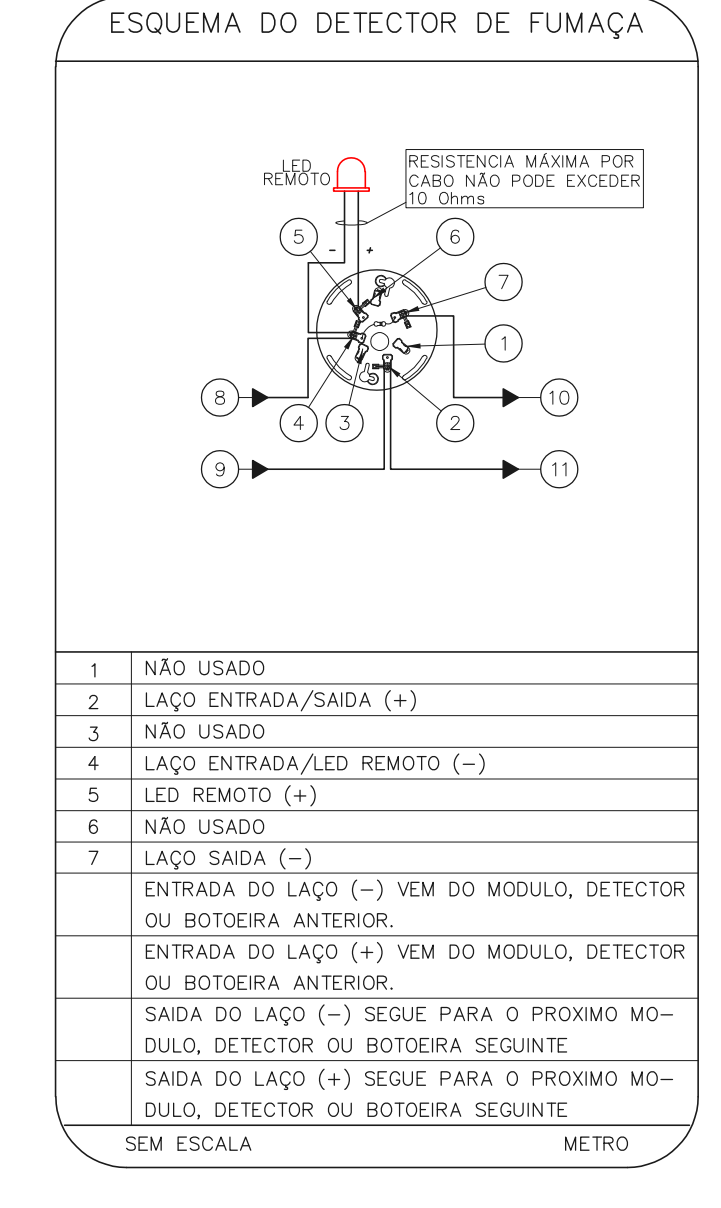 ESQUEMA DO DETECTOR DE FUMAÇA
LED
REMOTO
RESISTENCIA MÁXIMA POR
CABO NÃO PODE EXCEDER
10 Ohms
5
6
- +
7
1
8
10
4
3
2
9
11
1 NÃO USADO
2 LAÇO ENTRADA/SAIDA (+)
3 NÃO USADO
4 LAÇO ENTRADA/LED REMOTO (-)
5 LED REMOTO (+)
6 NÃO USADO
7 LAÇO SAIDA (-)
ENTRADA DO LAÇO (-) VEM DO MODULO, DETECTOR
OU BOTOEIRA ANTERIOR.
ENTRADA DO LAÇO (+) VEM DO MODULO, DETECTOR
OU BOTOEIRA ANTERIOR.
SAIDA DO LAÇO (-) SEGUE PARA O PROXIMO MO-
DULO, DETECTOR OU BOTOEIRA SEGUINTE
SAIDA DO LAÇO (+) SEGUE PARA O PROXIMO MO-
DULO, DETECTOR OU BOTOEIRA SEGUINTE
SEM ESCALA METRO